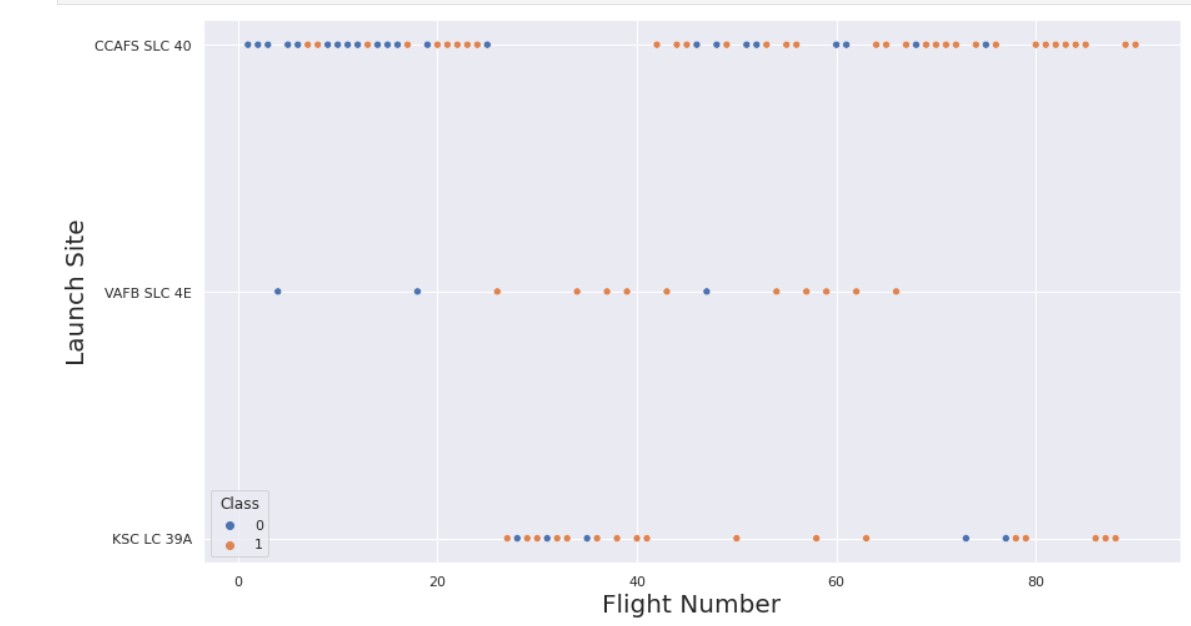 CCAFS SLC 40
VAFB SLC 4E
KSC LC 39A
Launch Site
Class
0
1
0 20 40 60 80
Flight Number